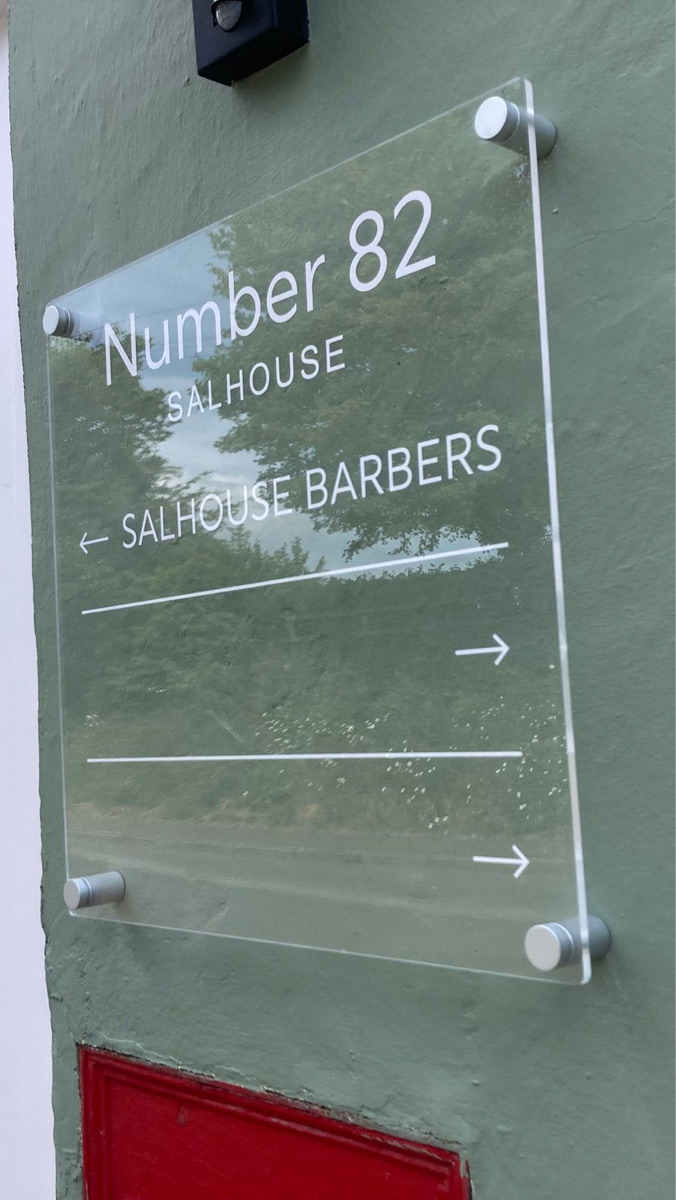 Number 82
SALHOUSE
← SALHOUSE BARBERS
→
→